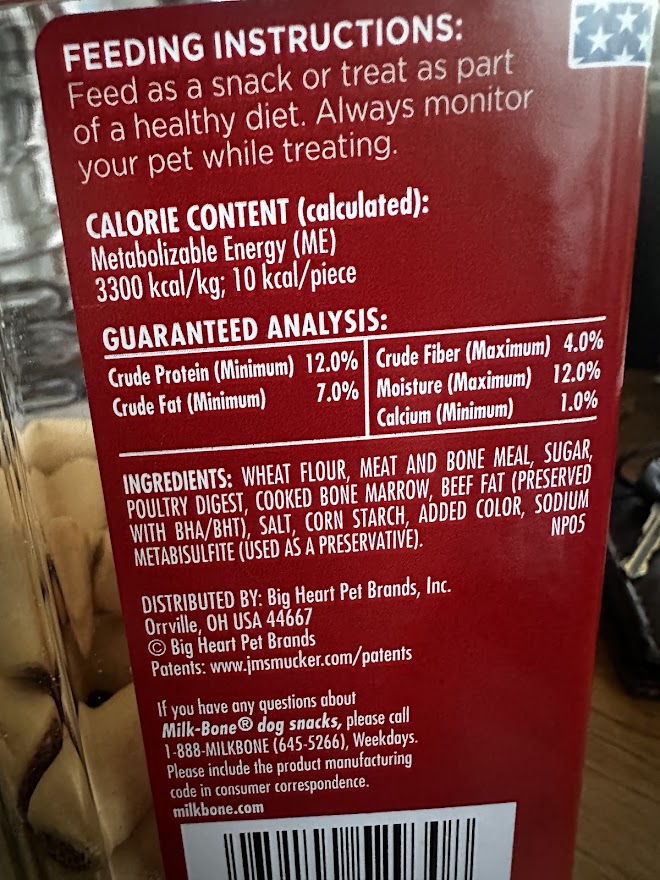 FEEDING INSTRUCTIONS:
Feed as a snack or treat as part
of a healthy diet. Always monitor
your pet while treating.
CALORIE CONTENT (calculated):
Metabolizable Energy (ME)
3300 kcal/kg; 10 kcal/piece
GUARANTEED ANALYSIS:
Crude Protein (Minimum) 12.0%
Crude Fat (Minimum) 7.0%
Crude Fiber (Maximum) 4.0%
Moisture (Maximum) 12.0%
Calcium (Minimum) 1.0%
INGREDIENTS: WHEAT FLOUR, MEAT AND BONE MEAL, SUGAR,
POULTRY DIGEST, COOKED BONE MARROW, BEEF FAT (PRESERVED
WITH BHA/BHT), SALT, CORN STARCH, ADDED COLOR, SODIUM
METABISULFITE (USED AS A PRESERVATIVE). NP05
DISTRIBUTED BY: Big Heart Pet Brands, Inc.
Orrville, OH USA 44667
© Big Heart Pet Brands
Patents: www.jmsmucker.com/patents
If you have any questions about
Milk-Bone® dog snacks, please call
1-888-MILKBONE (645-5266), Weekdays.
Please include the product manufacturing
code in consumer correspondence.
milkbone.com